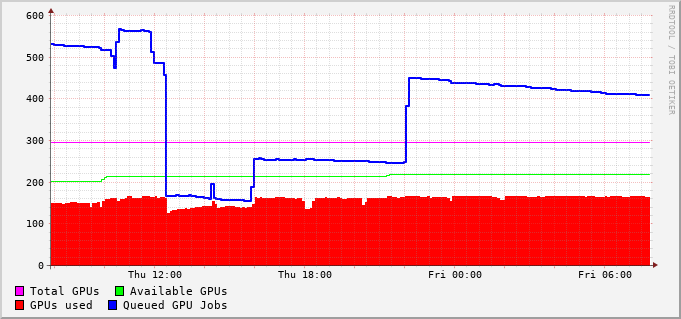 600
500
400
300
200
100
0
Thu 12:00 Thu 18:00 Fri 00:00 Fri 06:00
Total GPUs Available GPUs
GPUs used Queued GPU Jobs
RRDTOOL / TOBI OETIKER